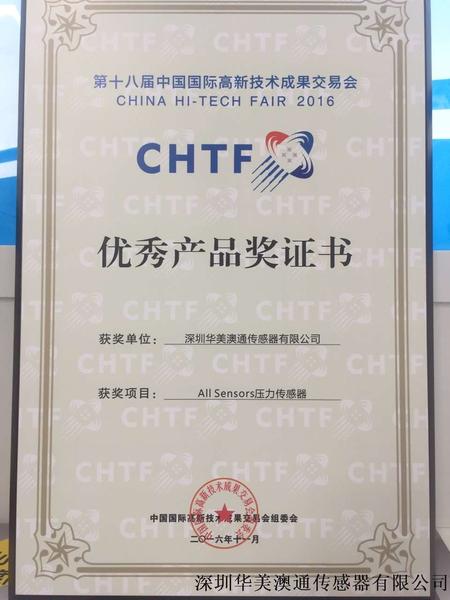 第十八届中国国际高新技术成果交易会
CHINA HI-TECH FAIR 2016
CHTF
优秀产品奖证书
获奖单位: 深圳华美澳通传感器有限公司
获奖项目: All Sensors压力传感器
中国国际高新技术成果交易会组委会
二〇一六年十一月
深圳华美澳通传感器有限公司